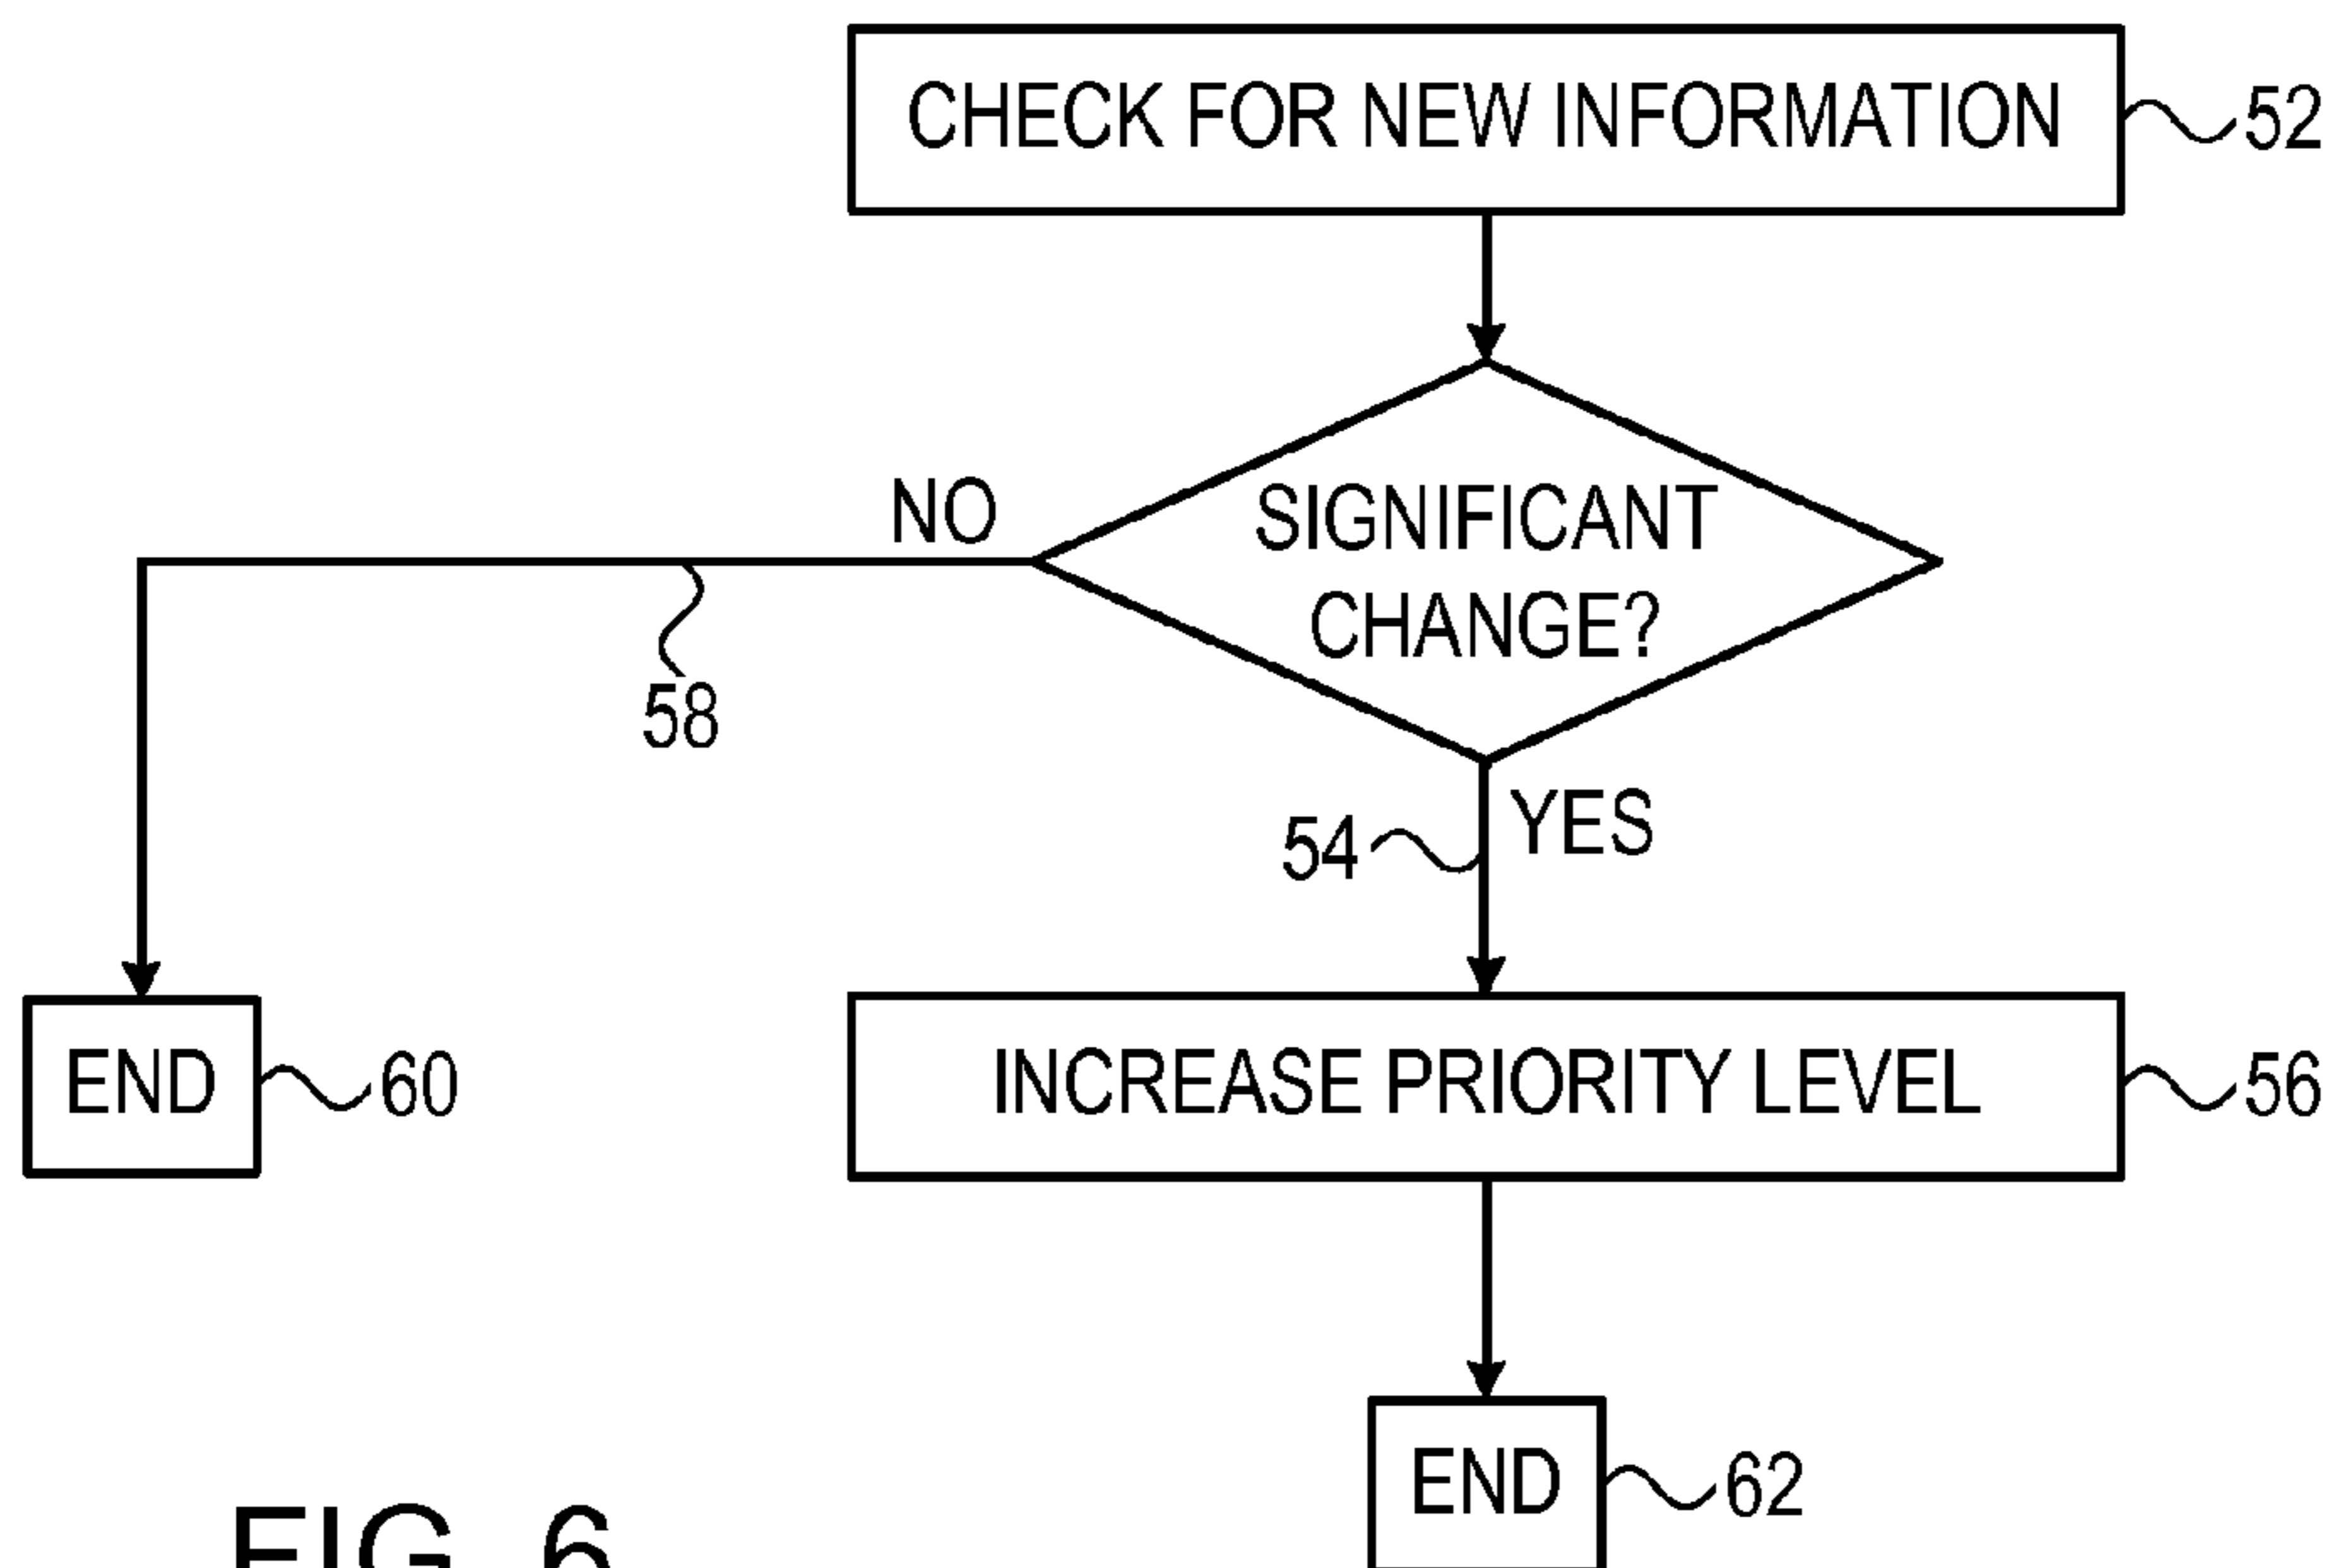 CHECK FOR NEW INFORMATION
52
NO
SIGNIFICANT
CHANGE?
58
54
YES
END
60
INCREASE PRIORITY LEVEL
56
END
62
FIG. 6